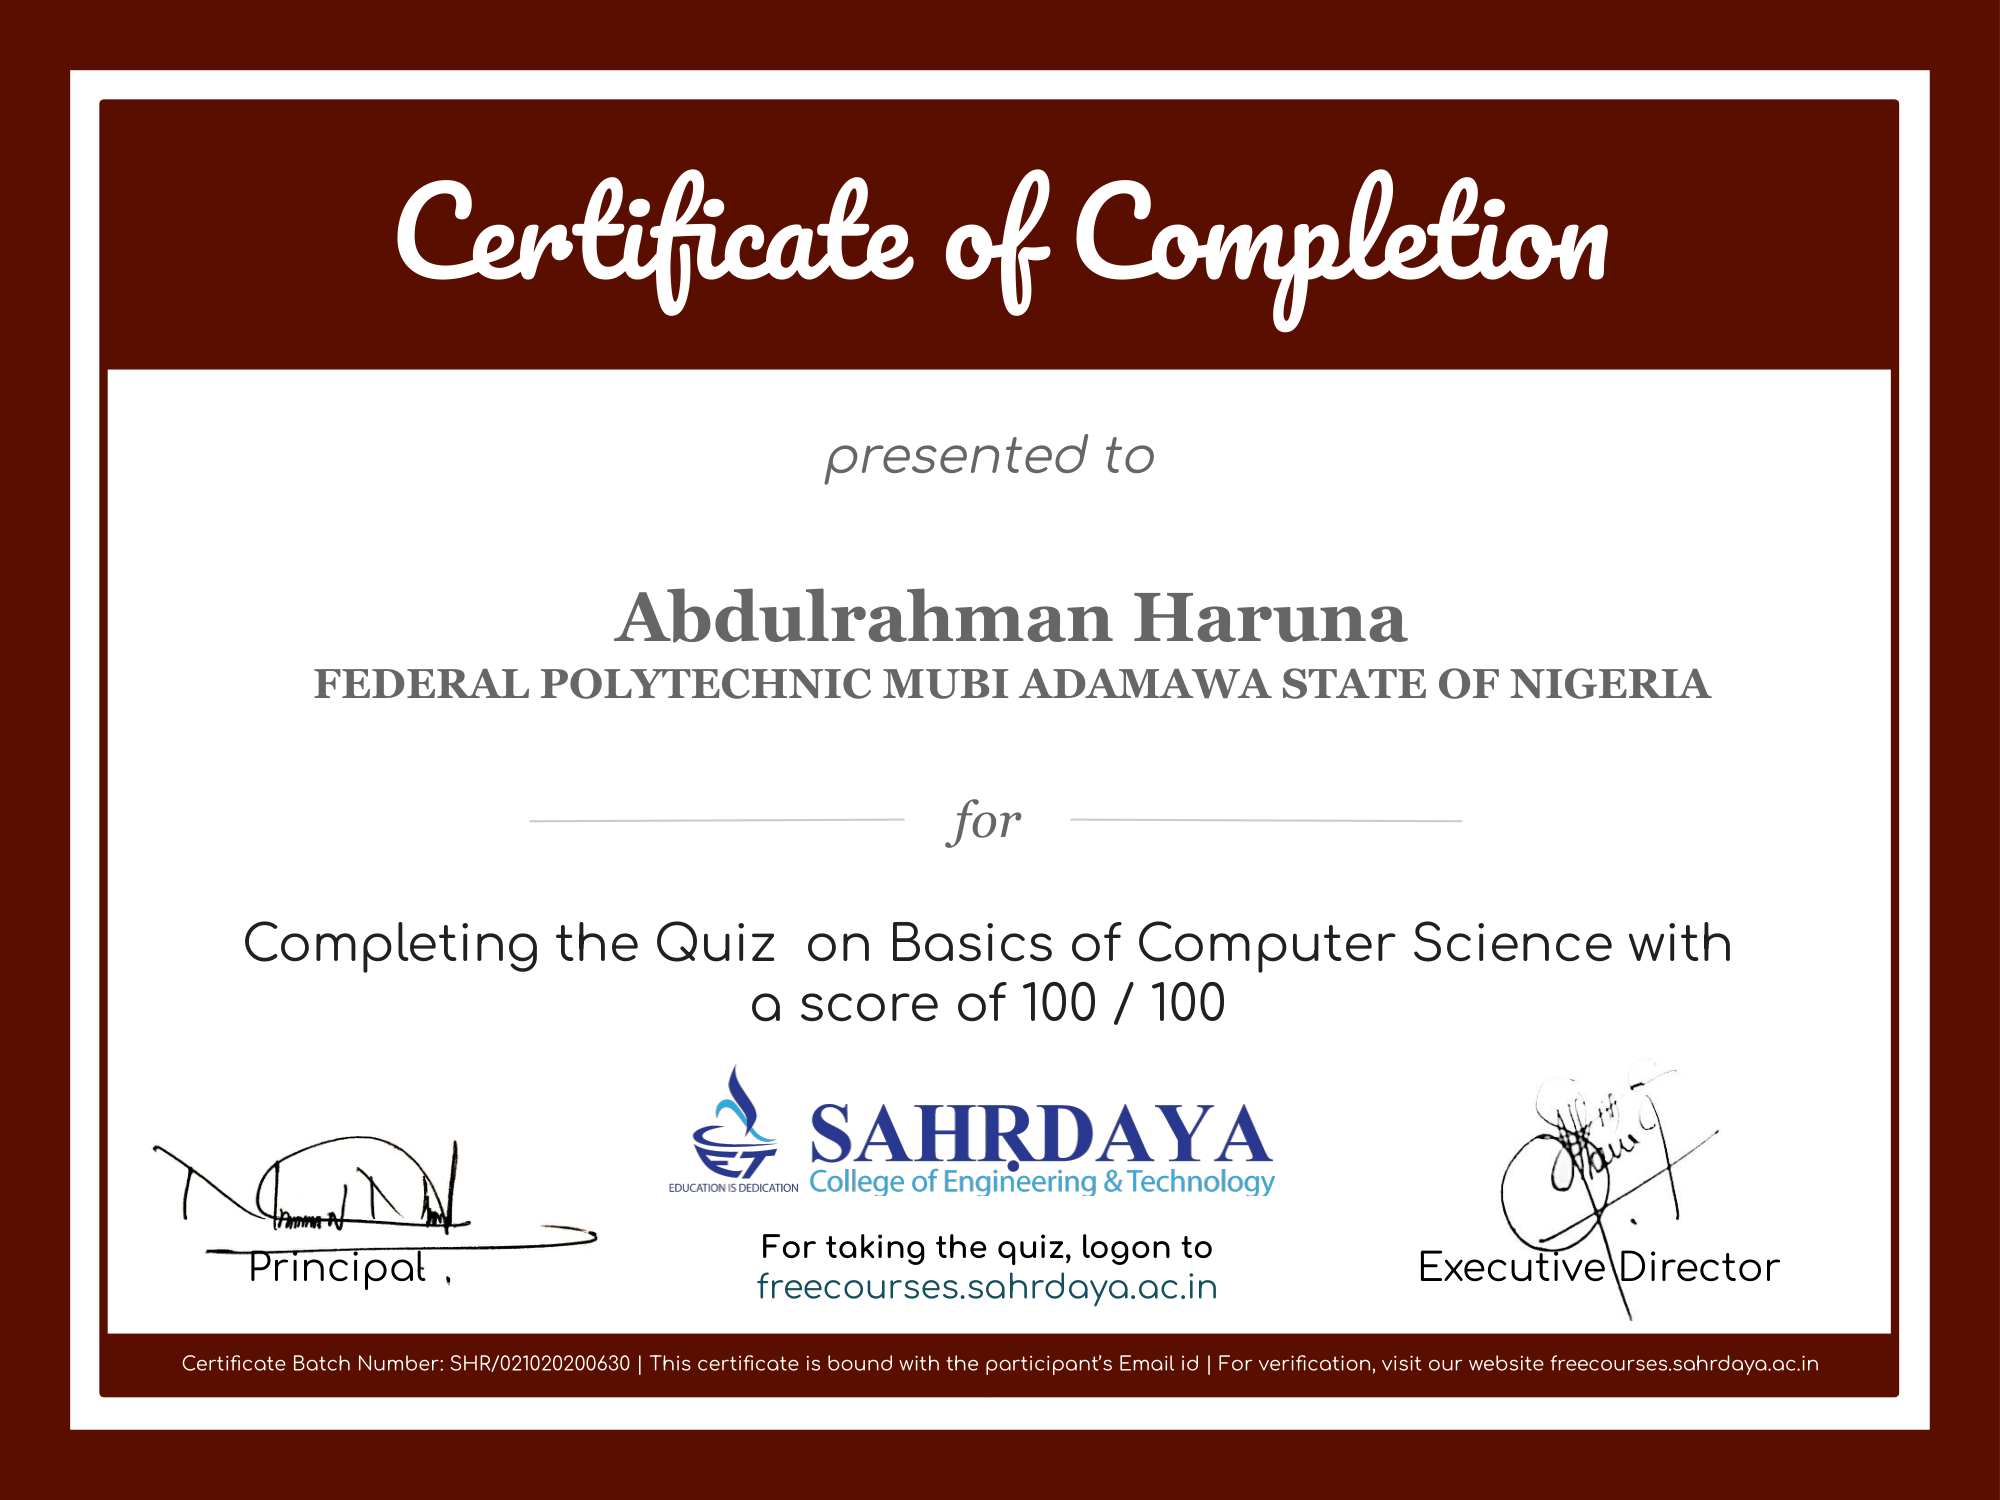 Certificate of Completion
presented to
Abdulrahman Haruna
FEDERAL POLYTECHNIC MUBI ADAMAWA STATE OF NIGERIA
for
Completing the Quiz on Basics of Computer Science with
a score of 100 / 100
SAHRDAYA
College of Engineering & Technology
ET
EDUCATION IS DEDICATION
Principal
For taking the quiz, logon to
freecourses.sahrdaya.ac.in
Executive Director
Certificate Batch Number: SHR/021020200630 | This certificate is bound with the participant's Email id | For verification, visit our website freecourses.sahrdaya.ac.in